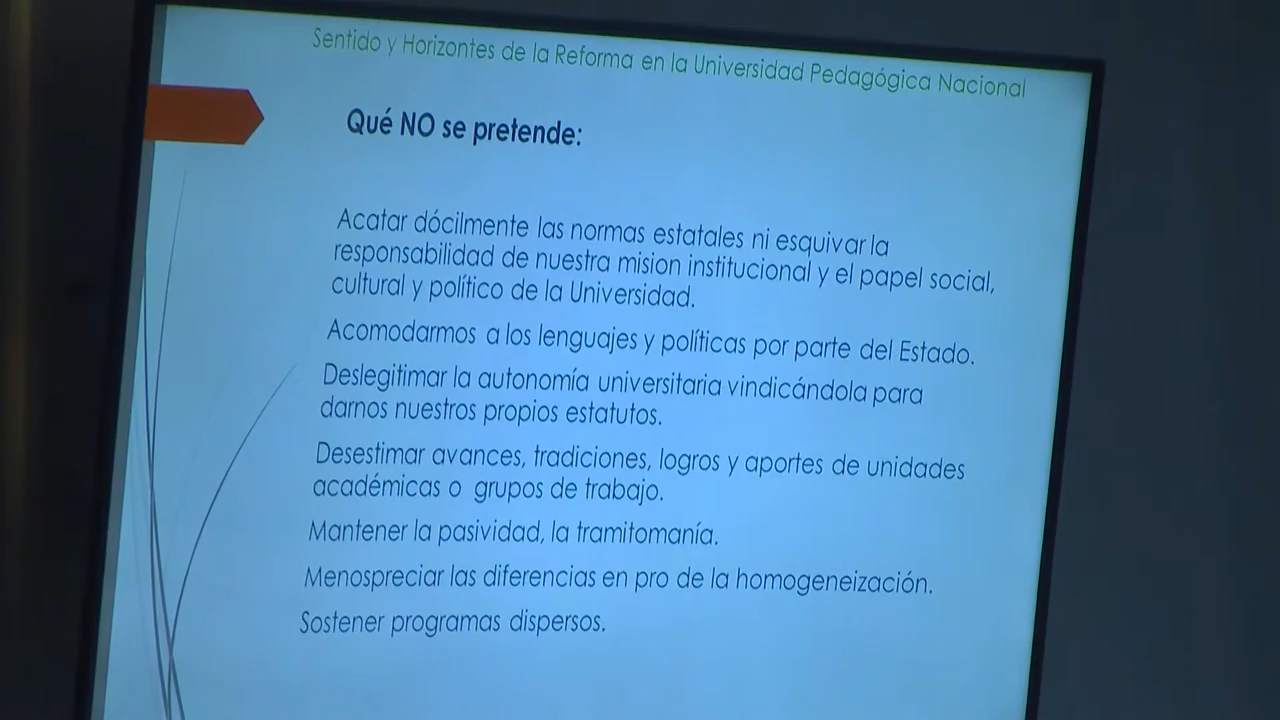 Sentido y Horizontes de la Reforma en la Universidad Pedagógica Nacional
Qué NO se pretende:
Acatar dócilmente las normas estatales ni esquivar la
responsabilidad de nuestra mision institucional y el papel social,
cultural y político de la Universidad.
Acomodarmos a los lenguajes y políticas por parte del Estado.
Deslegitimar la autonomía universitaria vindicándola para
darnos nuestros propios estatutos.
Desestimar avances, tradiciones, logros y aportes de unidades
académicas o grupos de trabajo.
Mantener la pasividad, la tramitomanía.
Menospreciar las diferencias en pro de la homogeneización.
Sostener programas dispersos.